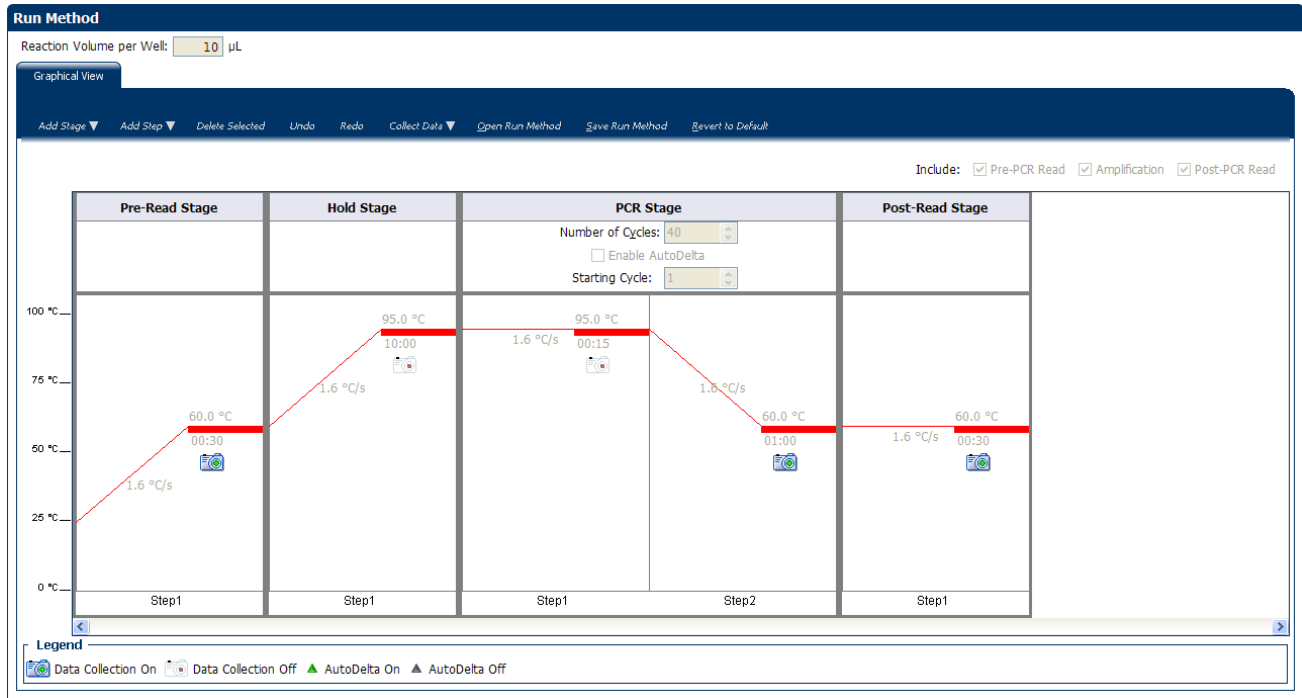 Run Method
Reaction Volume per Well: 10 µL
Graphical View
Add Stage ▼ Add Step ▼ Delete Selected Undo Redo Collect Data ▼ Open Run Method Save Run Method Revert to Default
Include: Pre-PCR Read Amplification Post-PCR Read
Pre-Read Stage Hold Stage PCR Stage Post-Read Stage
Number of Cycles: 40
Enable AutoDelta
Starting Cycle: 1
100 °C
95.0 °C 95.0 °C
1.6 °C/s
10:00 00:15
75 °C
1.6 °C/s 1.6 °C/s
60.0 °C 60.0 °C 60.0 °C
1.6 °C/s
00:30 01:00 00:30
50 °C
1.6 °C/s
25 °C
0 °C
Step1 Step1 Step1 Step2 Step1
Legend
Data Collection On Data Collection Off AutoDelta On AutoDelta Off